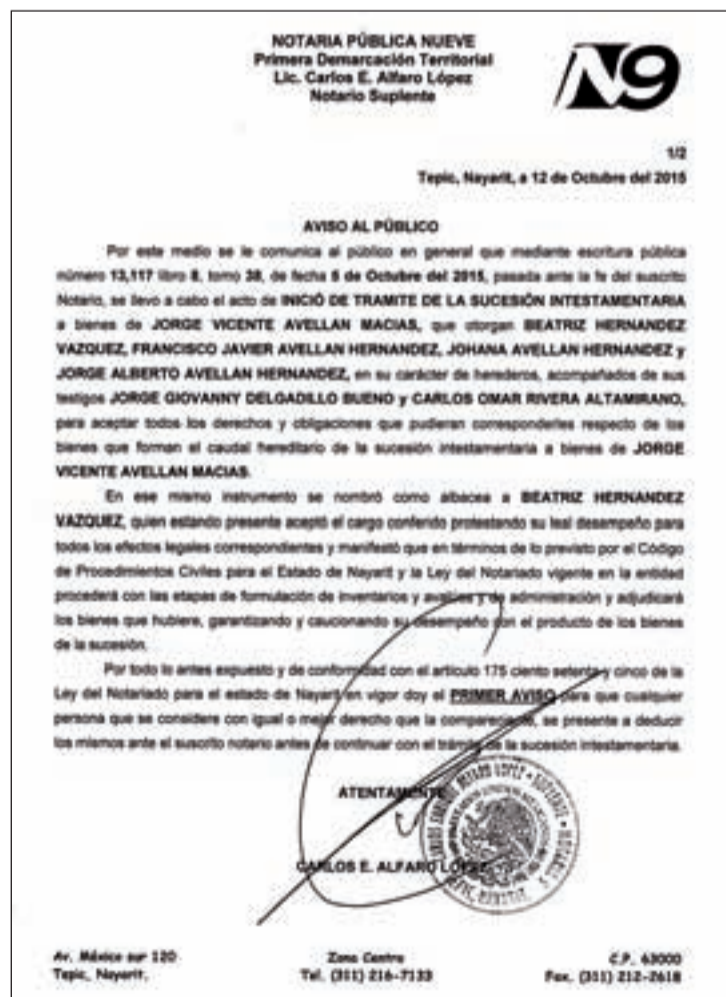 NOTARIA PÚBLICA NUEVE
Primera Demarcación Territorial
Lic. Carlos E. Alfaro López
Notario Suplente
N9
1/2
Tepic, Nayarit, a 12 de Octubre del 2015
AVISO AL PÚBLICO
Por este medio se le comunica al público en general que mediante escritura pública
número 13,117 libro 8, tomo 38, de fecha 5 de Octubre del 2015, pasada ante la fe del suscrito
Notario, se llevo a cabo el acto de INICIÓ DE TRAMITE DE LA SUCESIÓN INTESTAMENTARIA
a bienes de JORGE VICENTE AVELLAN MACIAS, que otorgan BEATRIZ HERNANDEZ
VAZQUEZ, FRANCISCO JAVIER AVELLAN HERNANDEZ, JOHANA AVELLAN HERNANDEZ y
JORGE ALBERTO AVELLAN HERNANDEZ, en su carácter de herederos, acompañados de sus
testigos JORGE GIOVANNY DELGADILLO BUENO y CARLOS OMAR RIVERA ALTAMIRANO,
para aceptar todos los derechos y obligaciones que pudieran corresponderles respecto de los
bienes que forman el caudal hereditario de la sucesión intestamentaria a bienes de JORGE
VICENTE AVELLAN MACIAS.
En ese mismo instrumento se nombró como albacea a BEATRIZ HERNANDEZ
VAZQUEZ, quien estando presente aceptó el cargo conferido protestando su leal desempeño para
todos los efectos legales correspondientes y manifestó que en términos de lo previsto por el Código
de Procedimientos Civiles para el Estado de Nayarit y la Ley del Notariado vigente en la entidad
procederá con las etapas de formulación de inventarios y avalúos y de administración y adjudicará
los bienes que hubiere, garantizando y caucionando su desempeño con el producto de los bienes
de la sucesión.
Por todo lo antes expuesto y de conformidad con el artículo 175 ciento setenta y cinco de la
Ley del Notariado para el estado de Nayarit en vigor doy el PRIMER AVISO para que cualquier
persona que se considere con igual o mejor derecho que la compareciente, se presente a deducir
los mismos ante el suscrito notario antes de continuar con el trámite de la sucesión intestamentaria.
ATENTAMENTE
CARLOS E. ALFARO LÓPEZ
TEPIC, NAYARIT.
Av. México sur 120 Zona Centro C.P. 63000
Tepic, Nayarit. Tel. (311) 216-7133 Fax. (311) 212-2618